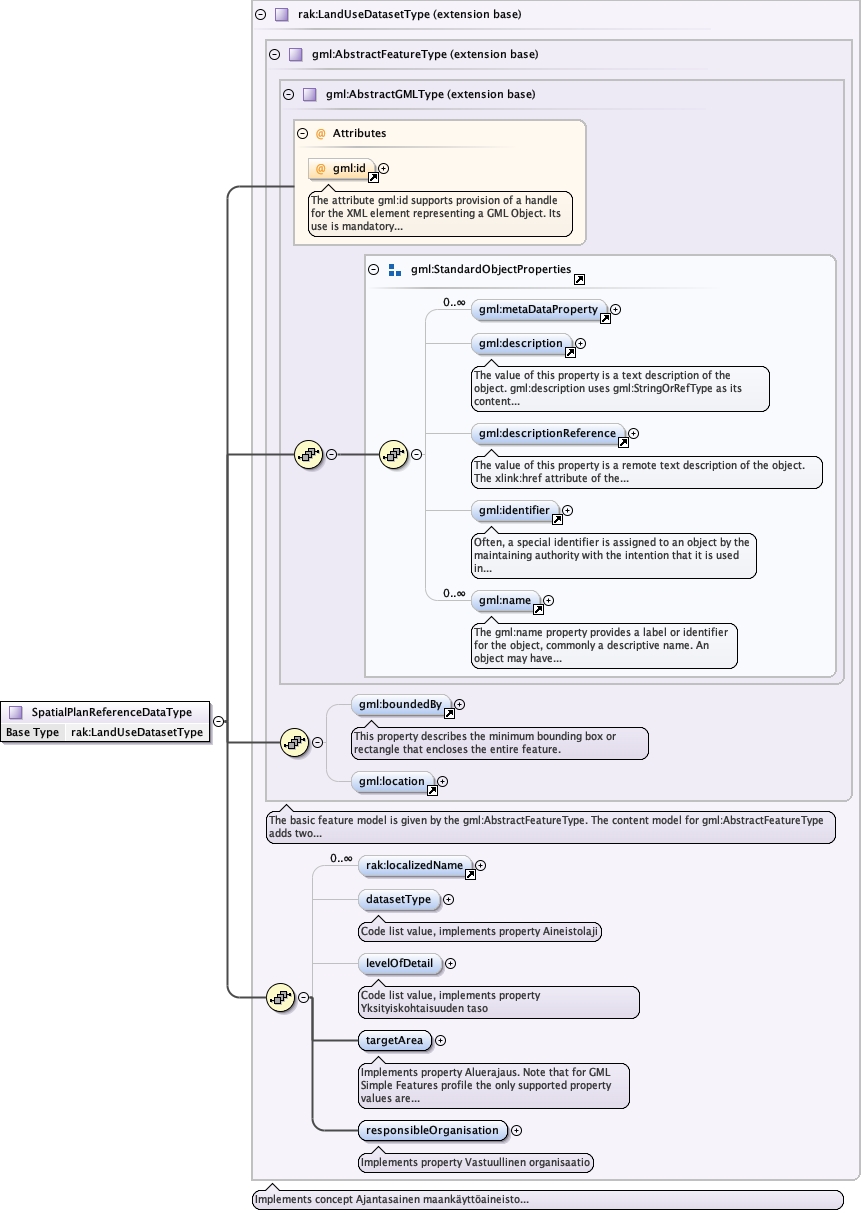 rak:LandUseDatasetType (extension base)
gml:AbstractFeatureType (extension base)
gml:AbstractGMLType (extension base)
@ Attributes
@ gml:id
The attribute gml:id supports provision of a handle
for the XML element representing a GML Object. Its
use is mandatory...
gml:StandardObjectProperties
0..∞
gml:metaDataProperty
gml:description
The value of this property is a text description of the
object. gml:description uses gml:StringOrRefType as its
content...
gml:descriptionReference
The value of this property is a remote text description of the object.
The xlink:href attribute of the...
gml:identifier
Often, a special identifier is assigned to an object by the
maintaining authority with the intention that it is used
in...
0..∞
gml:name
The gml:name property provides a label or identifier
for the object, commonly a descriptive name. An
object may have...
SpatialPlanReferenceDataType
Base Type rak:LandUseDatasetType
gml:boundedBy
This property describes the minimum bounding box or
rectangle that encloses the entire feature.
gml:location
The basic feature model is given by the gml:AbstractFeatureType. The content model for gml:AbstractFeatureType
adds two...
0..∞
rak:localizedName
datasetType
Code list value, implements property Aineistolaji
levelOfDetail
Code list value, implements property
Yksityiskohtaisuuden taso
targetArea
Implements property Aluerajaus. Note that for GML
Simple Features profile the only supported property
values are...
responsibleOrganisation
Implements property Vastuullinen organisaatio
Implements concept Ajantasainen maankäyttöaineisto...